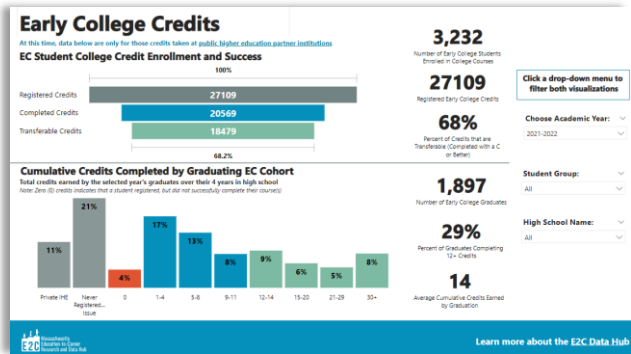 Early College Credits
At this time, data below are only for those credits taken at public higher education partner institutions
EC Student College Credit Enrollment and Success
100%
Registered Credits 27109
Completed Credits 20569
Transferable Credits 18479
68.2%
3,232
Number of Early College Students
Enrolled in College Courses
27109
Registered Early College Credits
68%
Percent of Credits that are
Transferable (Completed with a C
or Better)
Click a drop-down menu to
filter both visualizations
Choose Academic Year:
2021-2022
Student Group:
All
High School Name:
All
Cumulative Credits Completed by Graduating EC Cohort
Total credits earned by the selected year's graduates over their 4 years in high school
Note: Zero (0) credits indicates that a student registered, but did not successfully complete their course(s)
11%
21%
4%
17%
13%
8%
9%
6%
5%
8%
Private IHE
Never
Registered...
Issue
0
1-4
5-8
9-11
12-14
15-20
21-29
30+
1,897
Number of Early College Graduates
29%
Percent of Graduates Completing
12+ Credits
14
Average Cumulative Credits Earned
by Graduation
E2C
Massachusetts
Education to Career
Research and Data Hub
Learn more about the E2C Data Hub